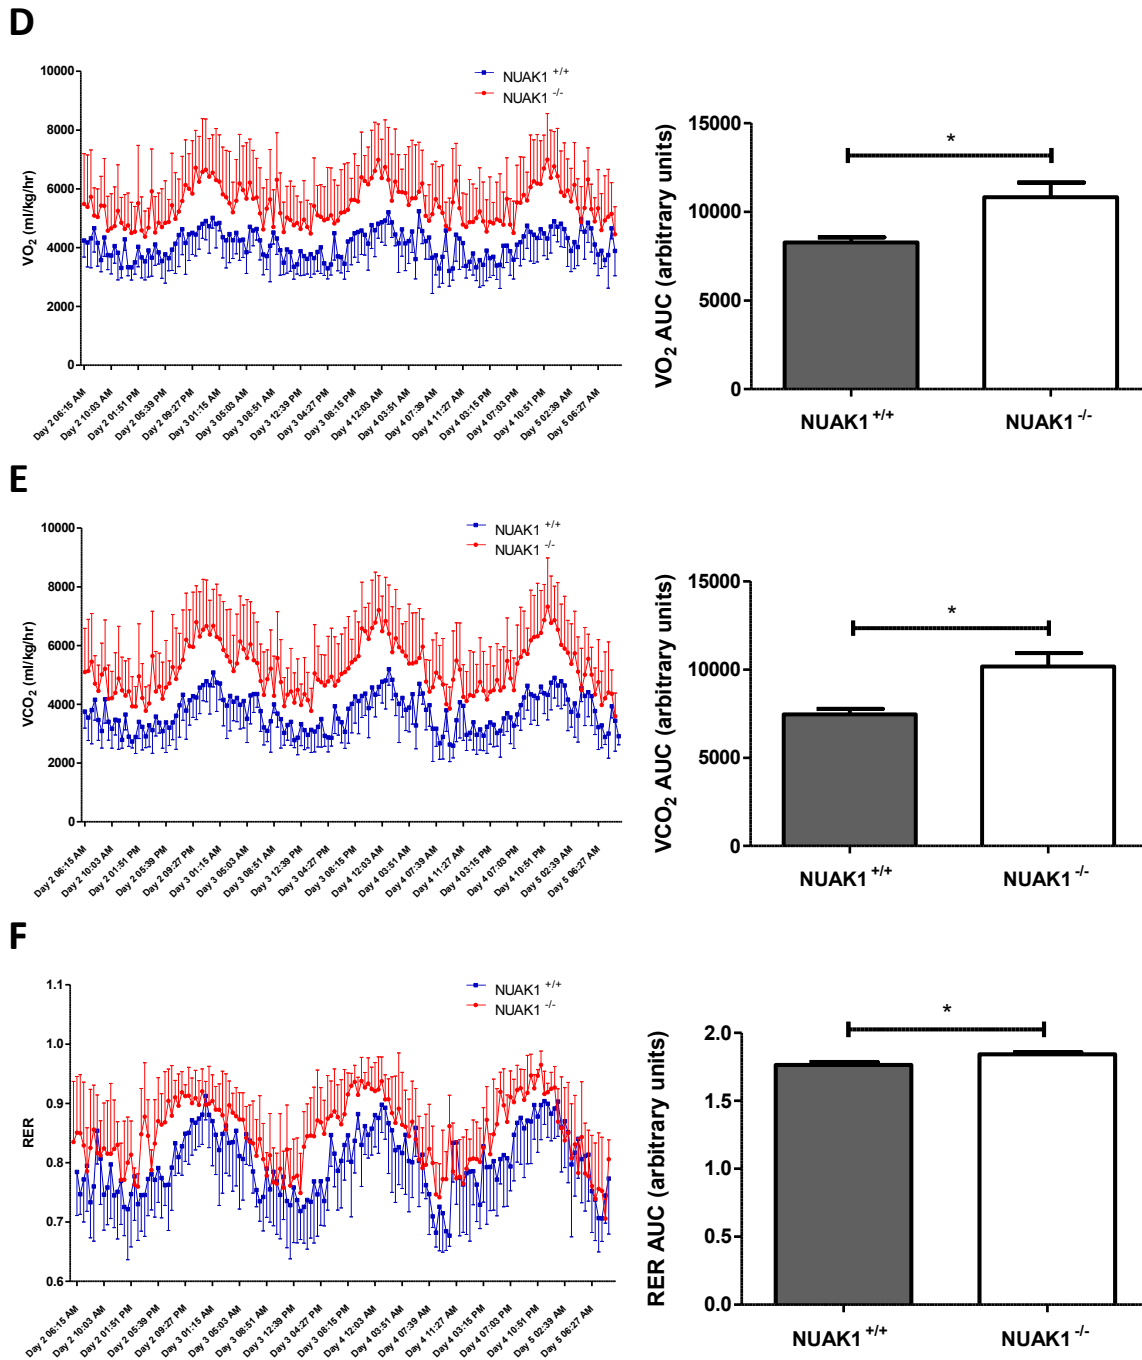 D
NUAK1 +/+
NUAK1 -/-
10000
8000
6000
4000
2000
0
VO2 (ml/kg/hr)
Day 2 06:15 AM
Day 2 10:03 AM
Day 2 01:51 PM
Day 2 05:39 PM
Day 2 09:27 PM
Day 3 01:15 AM
Day 3 05:03 AM
Day 3 08:51 AM
Day 3 12:39 PM
Day 3 04:27 PM
Day 3 08:15 PM
Day 4 12:03 AM
Day 4 03:51 AM
Day 4 07:39 AM
Day 4 11:27 AM
Day 4 03:15 PM
Day 4 07:03 PM
Day 4 10:51 PM
Day 5 02:39 AM
Day 5 06:27 AM
VO2 AUC (arbitrary units)
15000
10000
5000
0
*
NUAK1 +/+
NUAK1 -/-
E
NUAK1 +/+
NUAK1 -/-
10000
8000
6000
4000
2000
0
VCO2 (ml/kg/hr)
Day 2 06:15 AM
Day 2 10:03 AM
Day 2 01:51 PM
Day 2 05:39 PM
Day 2 09:27 PM
Day 3 01:15 AM
Day 3 05:03 AM
Day 3 08:51 AM
Day 3 12:39 PM
Day 3 04:27 PM
Day 3 08:15 PM
Day 4 12:03 AM
Day 4 03:51 AM
Day 4 07:39 AM
Day 4 11:27 AM
Day 4 03:15 PM
Day 4 07:03 PM
Day 4 10:51 PM
Day 5 02:39 AM
Day 5 06:27 AM
VCO2 AUC (arbitrary units)
15000
10000
5000
0
*
NUAK1 +/+
NUAK1 -/-
F
NUAK1 +/+
NUAK1 -/-
1.1
1.0
0.9
0.8
0.7
0.6
RER
Day 2 06:15 AM
Day 2 10:03 AM
Day 2 01:51 PM
Day 2 05:39 PM
Day 2 09:27 PM
Day 3 01:15 AM
Day 3 05:03 AM
Day 3 08:51 AM
Day 3 12:39 PM
Day 3 04:27 PM
Day 3 08:15 PM
Day 4 12:03 AM
Day 4 03:51 AM
Day 4 07:39 AM
Day 4 11:27 AM
Day 4 03:15 PM
Day 4 07:03 PM
Day 4 10:51 PM
Day 5 02:39 AM
Day 5 06:27 AM
RER AUC (arbitrary units)
2.0
1.5
1.0
0.5
0.0
*
NUAK1 +/+
NUAK1 -/-